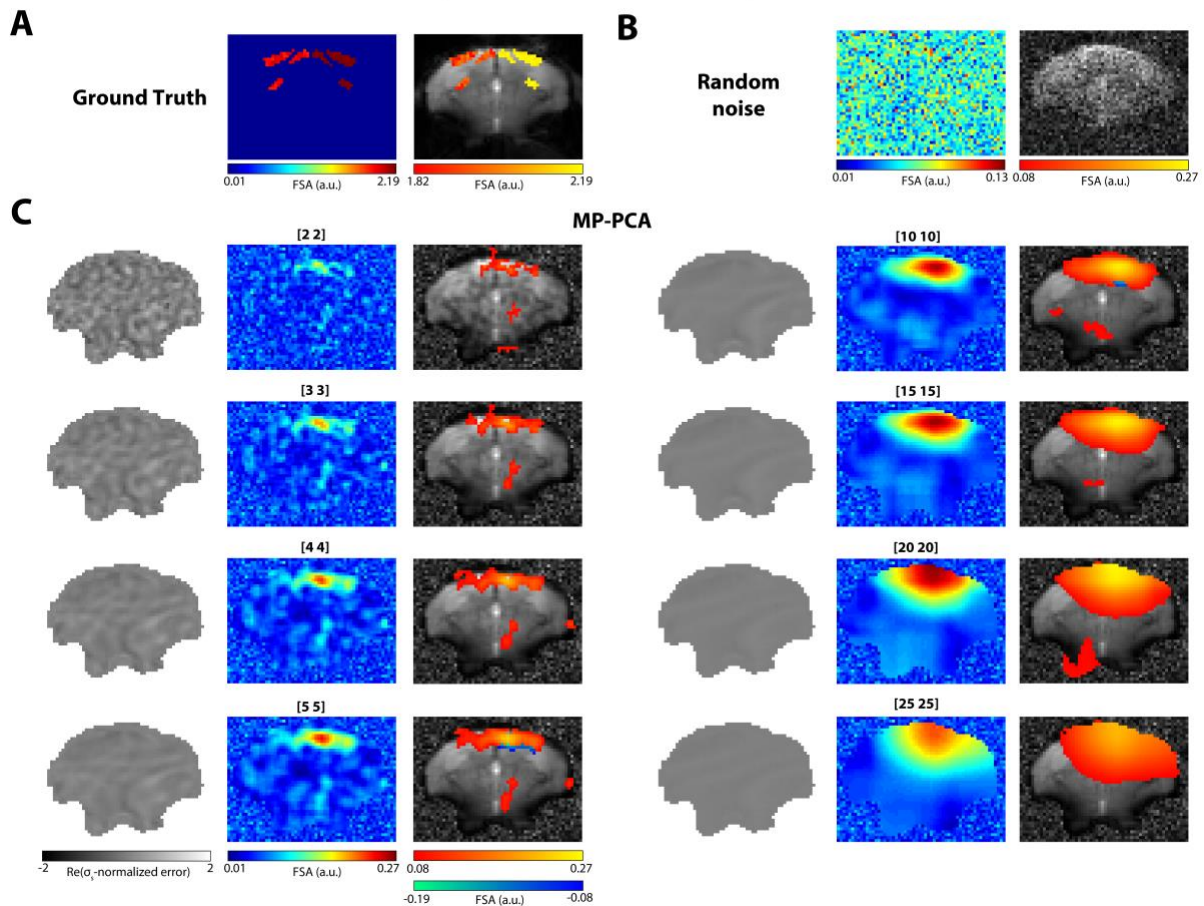 A
B
Ground Truth
Random
noise
0.01 FSA (a.u.) 2.19
1.82 FSA (a.u.) 2.19
0.01 FSA (a.u.) 0.13
0.08 FSA (a.u.) 0.27
C
MP-PCA
[2 2]
[10 10]
[3 3]
[15 15]
[4 4]
[20 20]
[5 5]
[25 25]
-2 Re(σs-normalized error) 2
0.01 FSA (a.u.) 0.27
0.08 0.27
-0.19 FSA (a.u.) -0.08